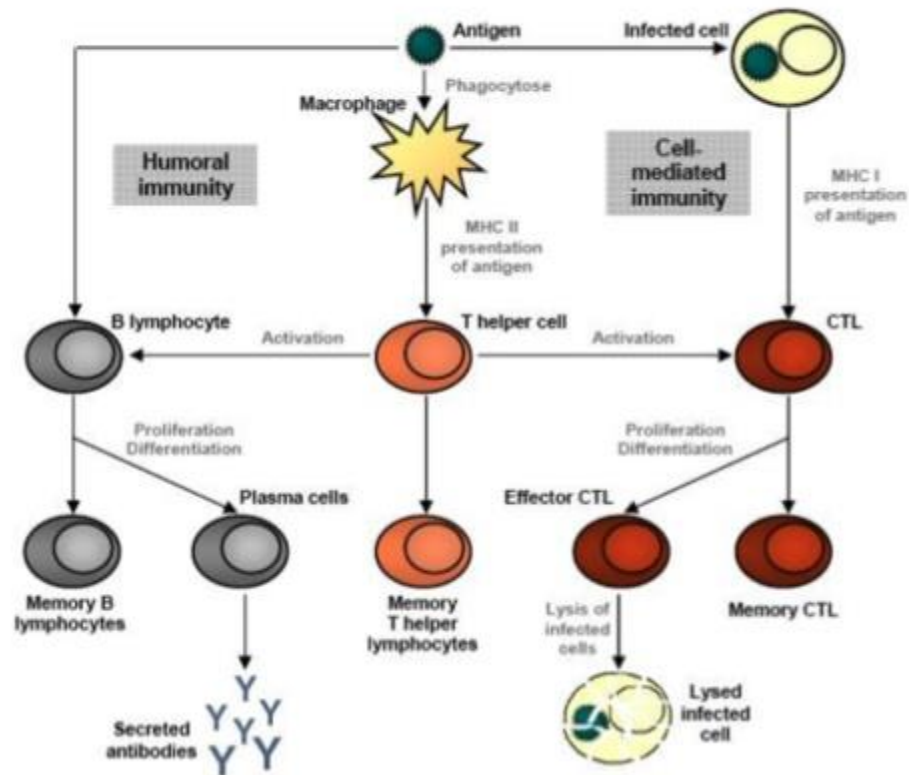 Antigen
Infected cell
Phagocytose
Macrophage
Humoral
immunity
Cell-
mediated
immunity
MHC I
presentation
of antigen
MHC II
presentation
of antigen
B lymphocyte
T helper cell
CTL
Activation
Activation
Proliferation
Differentiation
Proliferation
Differentiation
Plasma cells
Effector CTL
Memory B
lymphocytes
Memory
T helper
lymphocytes
Lysis of
infected
cells
Memory CTL
Secreted
antibodies
Lysed
infected
cell